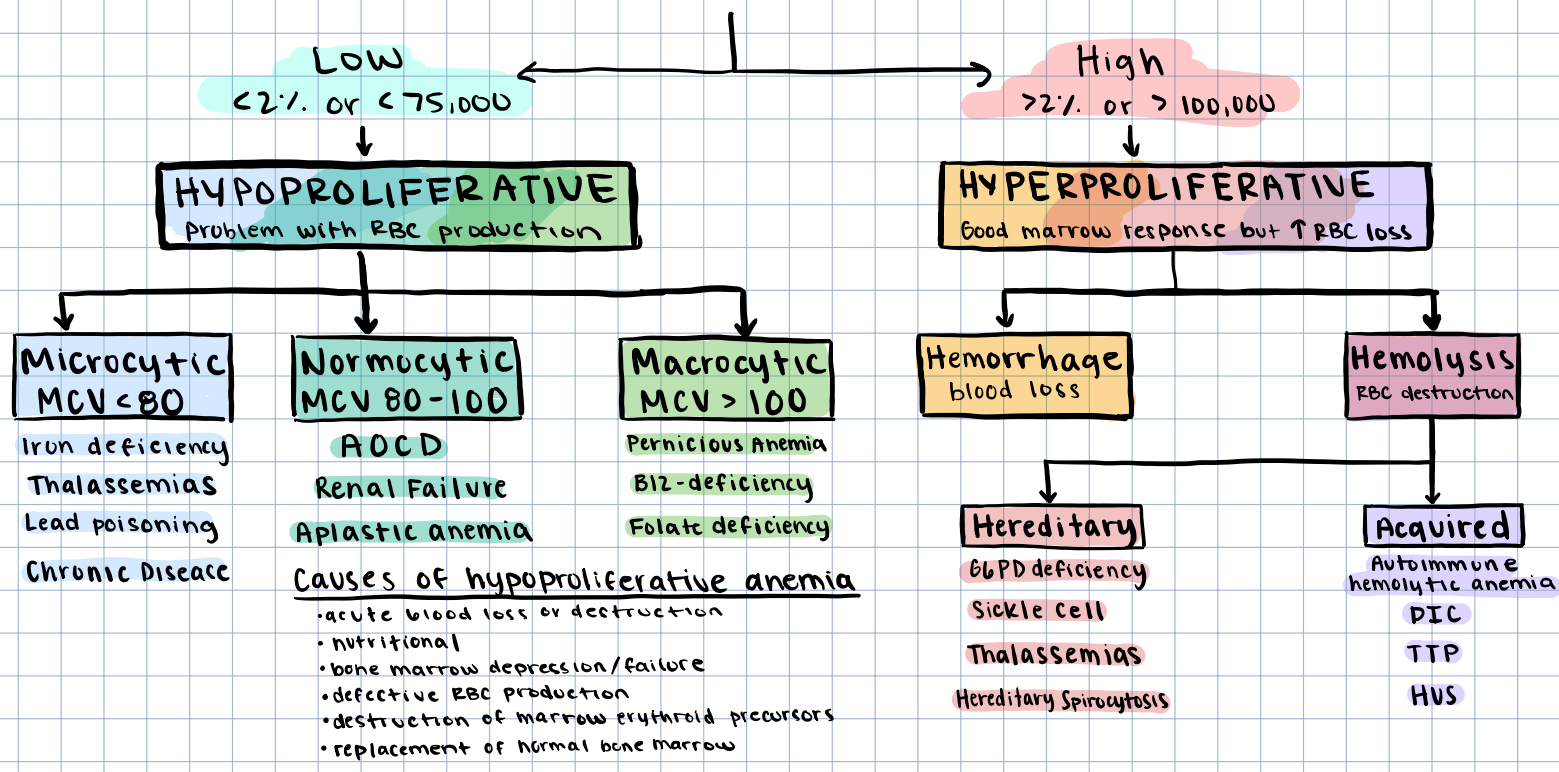 Low
<2% or <75,000
High
>2% or > 100,000
HYPOPROLIFERATIVE
Problem with RBC production
HYPERPROLIFERATIVE
Good marrow response but ↑ RBC loss
Microcytic
MCV < 80
Iron deficiency
Thalassemias
Lead poisoning
Chronic Disease
Normocytic
MCV 80-100
AOCD
Renal Failure
Aplastic anemia
Macrocytic
MCV > 100
Pernicious Anemia
B12-deficiency
Folate deficiency
Causes of hypoproliferative anemia
•acute blood loss or destruction
•nutritional
•bone marrow depression/failure
•defective RBC production
•destruction of marrow erythroid precursors
•replacement of normal bone marrow
Hemorrhage
blood loss
Hemolysis
RBC destruction
Hereditary
G6PD deficiency
Sickle Cell
Thalassemias
Hereditary Spirocytosis
Acquired
Autoimmune
hemolytic anemia
DIC
TTP
HUS